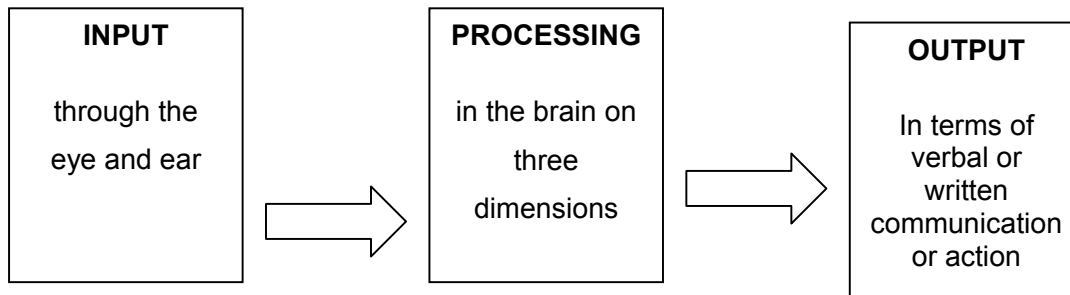 INPUT
through the
eye and ear
PROCESSING
in the brain on
three
dimensions
OUTPUT
In terms of
verbal or
written
communication
or action